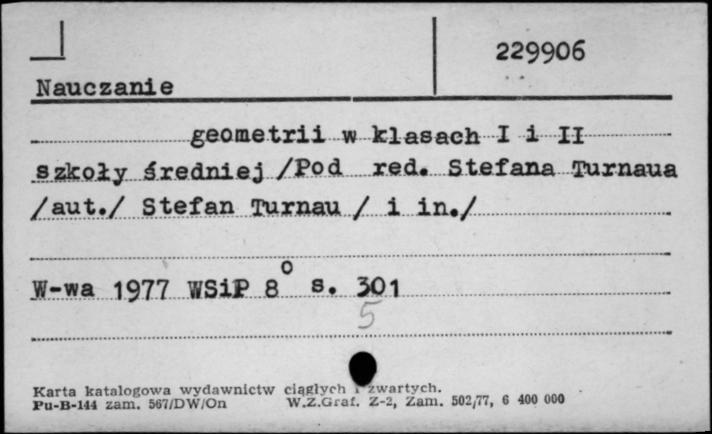 229906
Nauczanie
geometrii w klasach I i II
szkoły średniej /Pod red. Stefana Turnaua
/aut./ Stefan Turnau / i in./
W-wa 1977 WSiP 8° s. 301
5
Karta katalogowa wydawnictw ciągłych i zwartych.
Pu-B-144 zam. 567/DW/On W.Z.Graf. Z-2, Zam. 502/77, 6 400 000